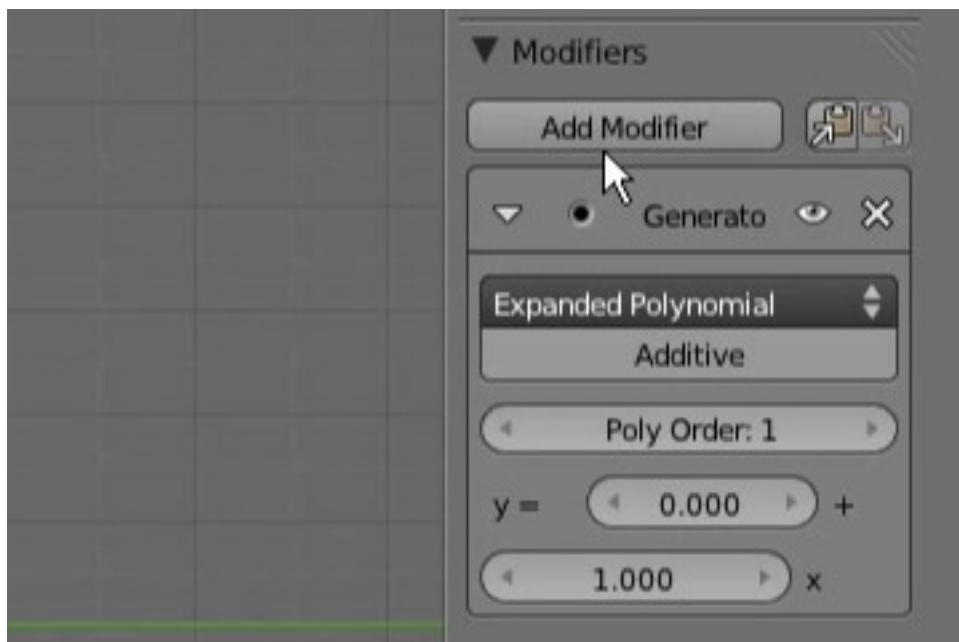 Modifiers
Add Modifier
Generato
Expanded Polynomial
Additive
Poly Order: 1
y = 0.000 +
1.000 x